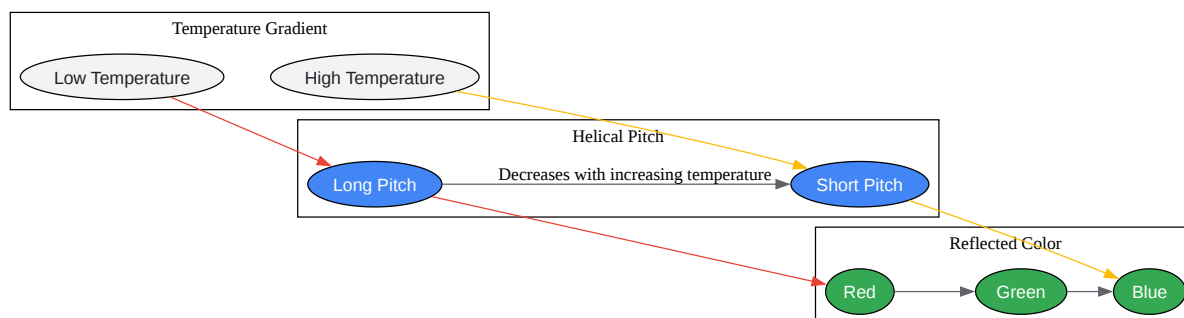 Temperature Gradient
Low Temperature
High Temperature
Helical Pitch
Long Pitch
Decreases with increasing temperature
Short Pitch
Reflected Color
Red
Green
Blue